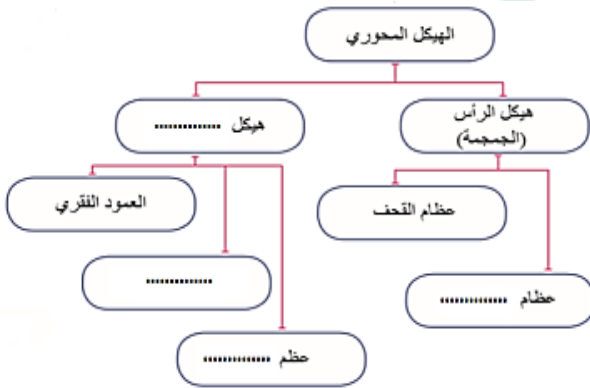 الهيكل المحوري
هيكل الرأس
(الجمجمة)
هيكل ..............
العمود الفقري
عظام القحف
..............
عظام ..............
عظم ..............